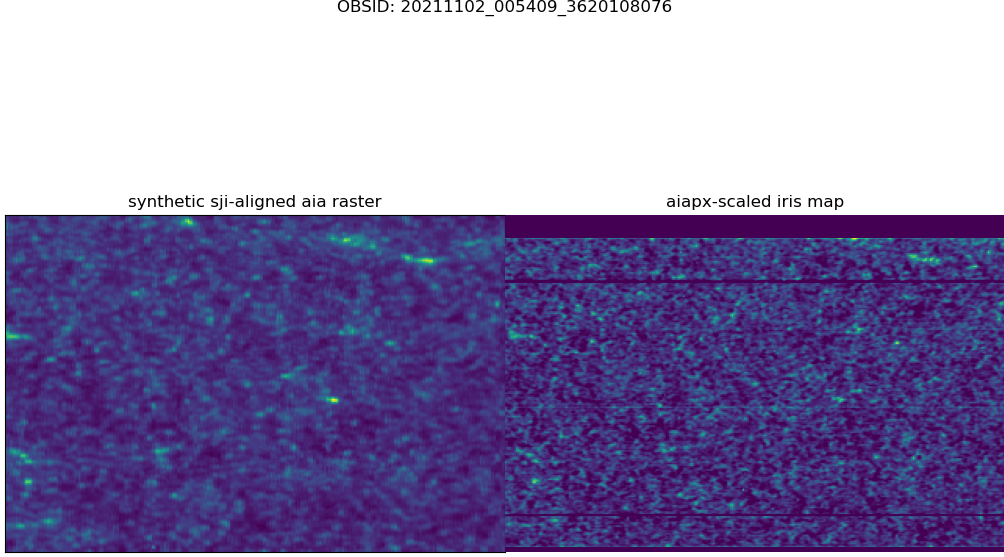 OBSID: 20211102_005409_3620108076
synthetic sji-aligned aia raster
aiapx-scaled iris map